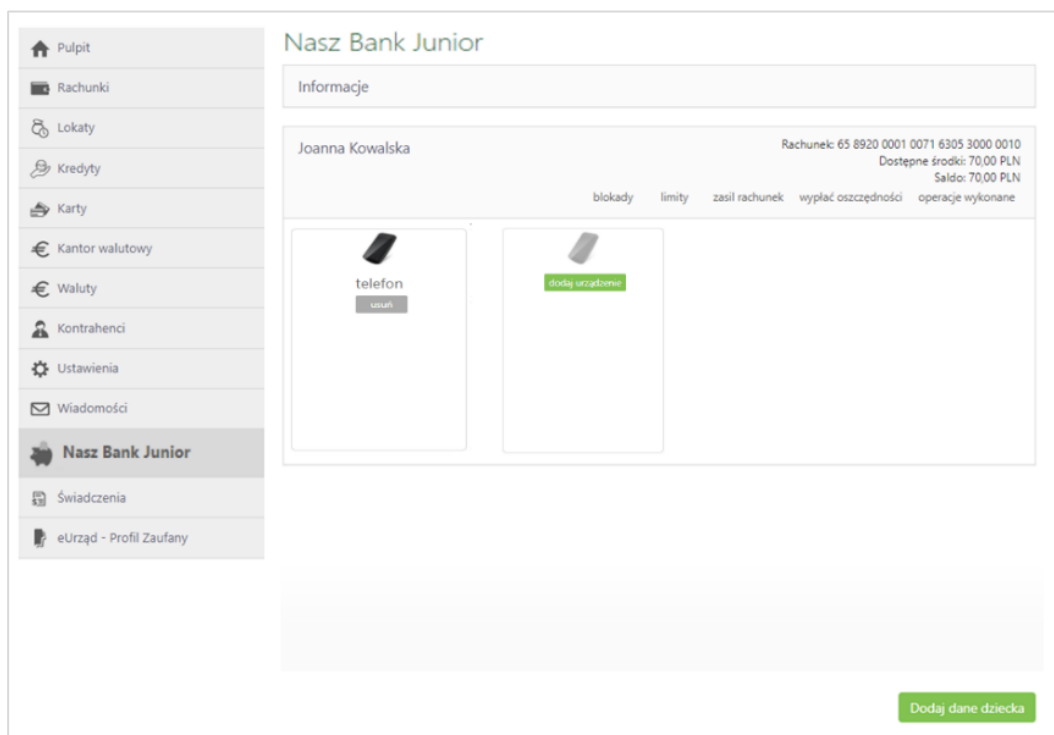 Pulpit
Rachunki
Lokaty
Kredyty
Karty
Kantor walutowy
Waluty
Kontrahenci
Ustawienia
Wiadomości
Nasz Bank Junior
Świadczenia
eUrząd - Profil Zaufany
Nasz Bank Junior
Informacje
Joanna Kowalska
Rachunek: 65 8920 0001 0071 6305 3000 0010
Dostępne środki: 70,00 PLN
Saldo: 70,00 PLN
blokady limity zasil rachunek wypłać oszczędności operacje wykonane
telefon
usuń
dodaj urządzenie
Dodaj dane dziecka